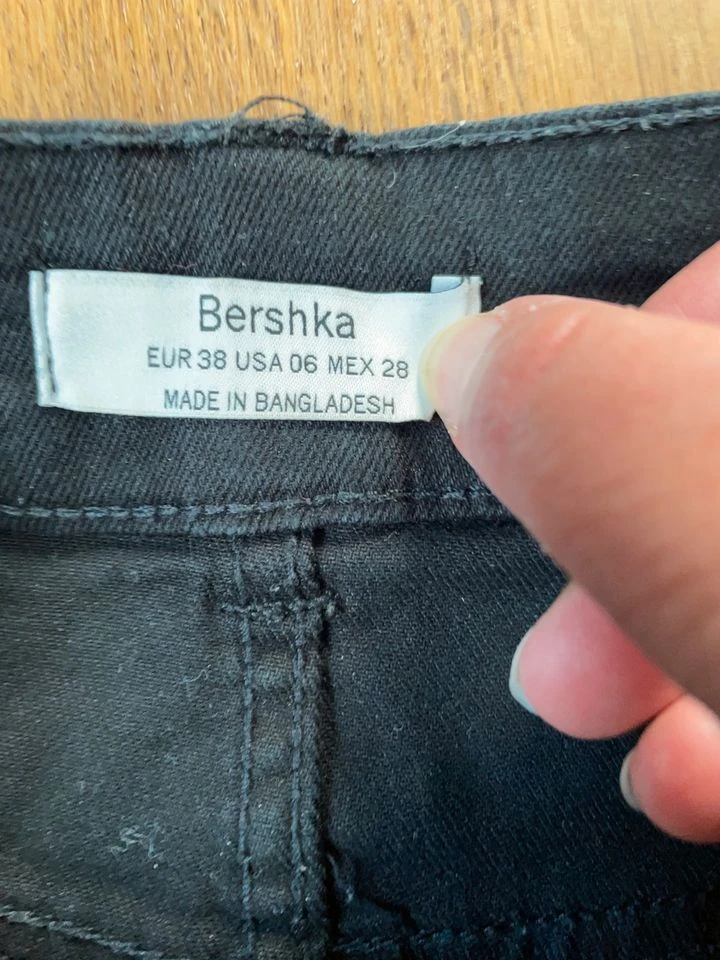 Bershka
EUR 38 USA 06 MEX 28
MADE IN BANGLADESH